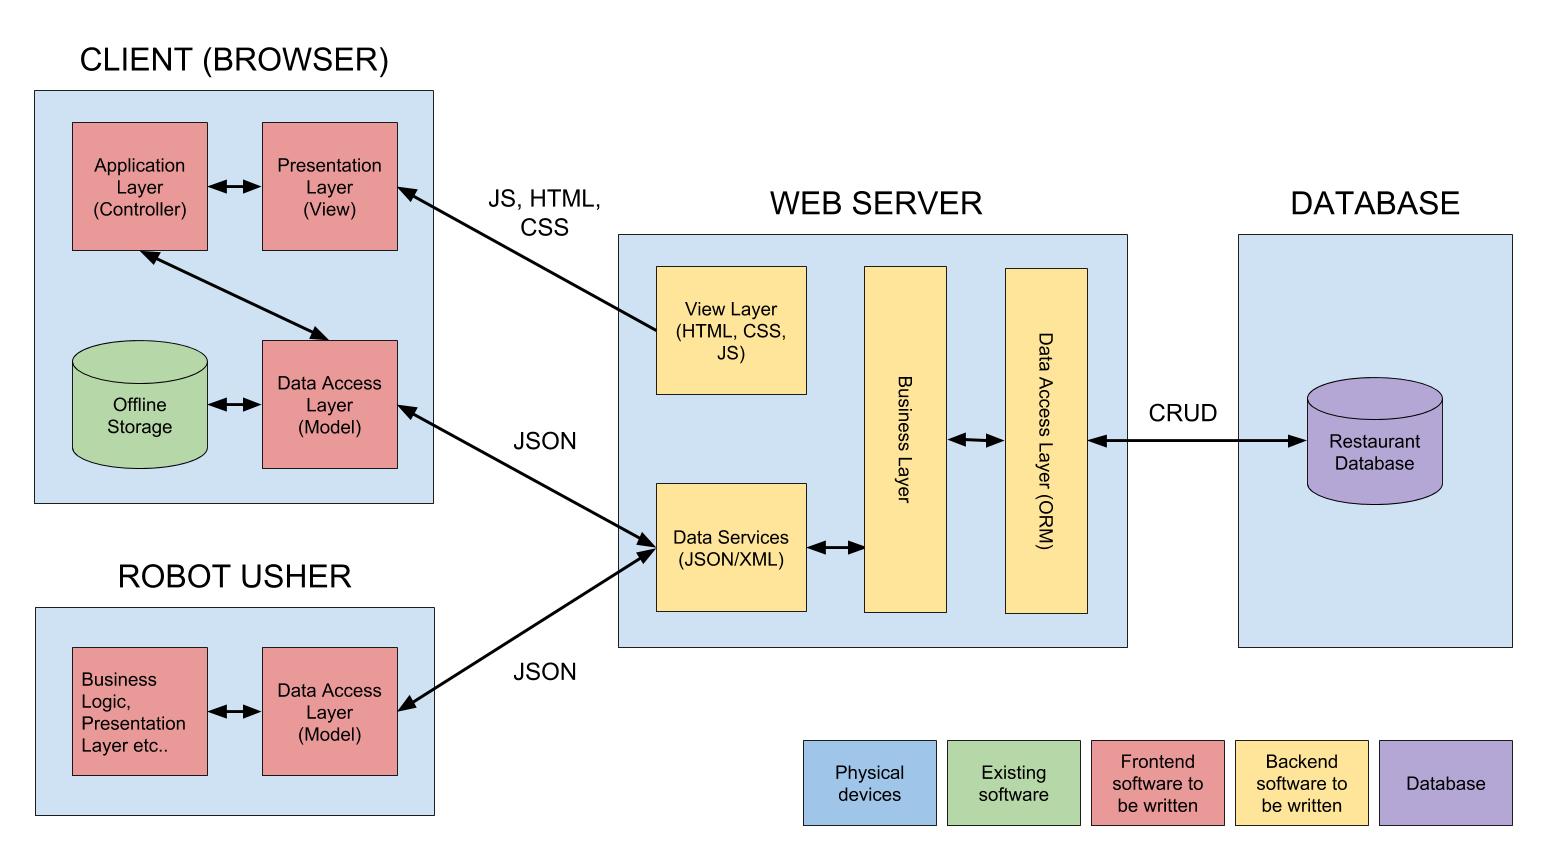 CLIENT (BROWSER)
Application
Layer
(Controller)
Presentation
Layer
(View)
Offline
Storage
Data Access
Layer
(Model)
JS, HTML,
CSS
JSON
ROBOT USHER
Business
Logic,
Presentation
Layer etc..
Data Access
Layer
(Model)
JSON
WEB SERVER
View Layer
(HTML, CSS,
JS)
Data Services
(JSON/XML)
Business Layer
Data Access Layer (ORM)
CRUD
DATABASE
Restaurant
Database
Physical
devices
Existing
software
Frontend
software to
be written
Backend
software to
be written
Database